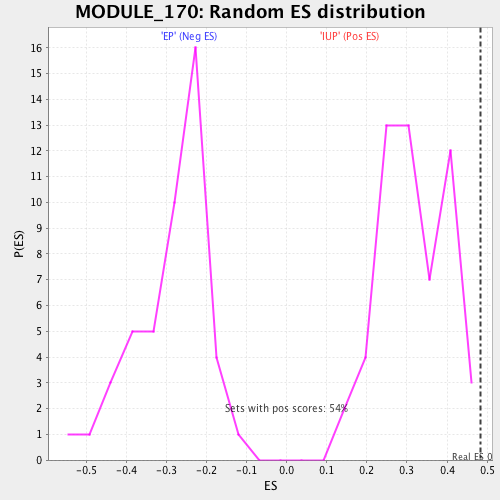 MODULE_170: Random ES distribution
'EP' (Neg ES)
'IUP' (Pos ES)
16
15
14
13
12
11
10
9
8
7
6
5
4
3
2
1
0
P(ES)
Sets with pos scores: 54%
Real ES 0
-0.5 -0.4 -0.3 -0.2 -0.1 0.0 0.1 0.2 0.3 0.4 0.5
ES